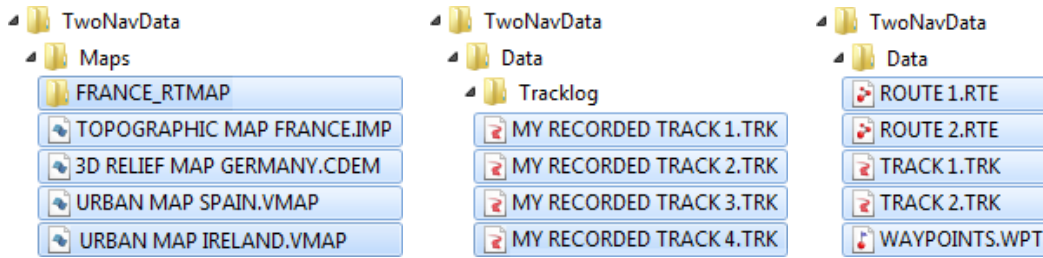 TwoNavData
Maps
FRANCE_RTMAP
TOPOGRAPHIC MAP FRANCE.IMP
3D RELIEF MAP GERMANY.CDEM
URBAN MAP SPAIN.VMAP
URBAN MAP IRELAND.VMAP
TwoNavData
Data
Tracklog
MY RECORDED TRACK 1.TRK
MY RECORDED TRACK 2.TRK
MY RECORDED TRACK 3.TRK
MY RECORDED TRACK 4.TRK
TwoNavData
Data
ROUTE 1.RTE
ROUTE 2.RTE
TRACK 1.TRK
TRACK 2.TRK
WAYPOINTS.WPT